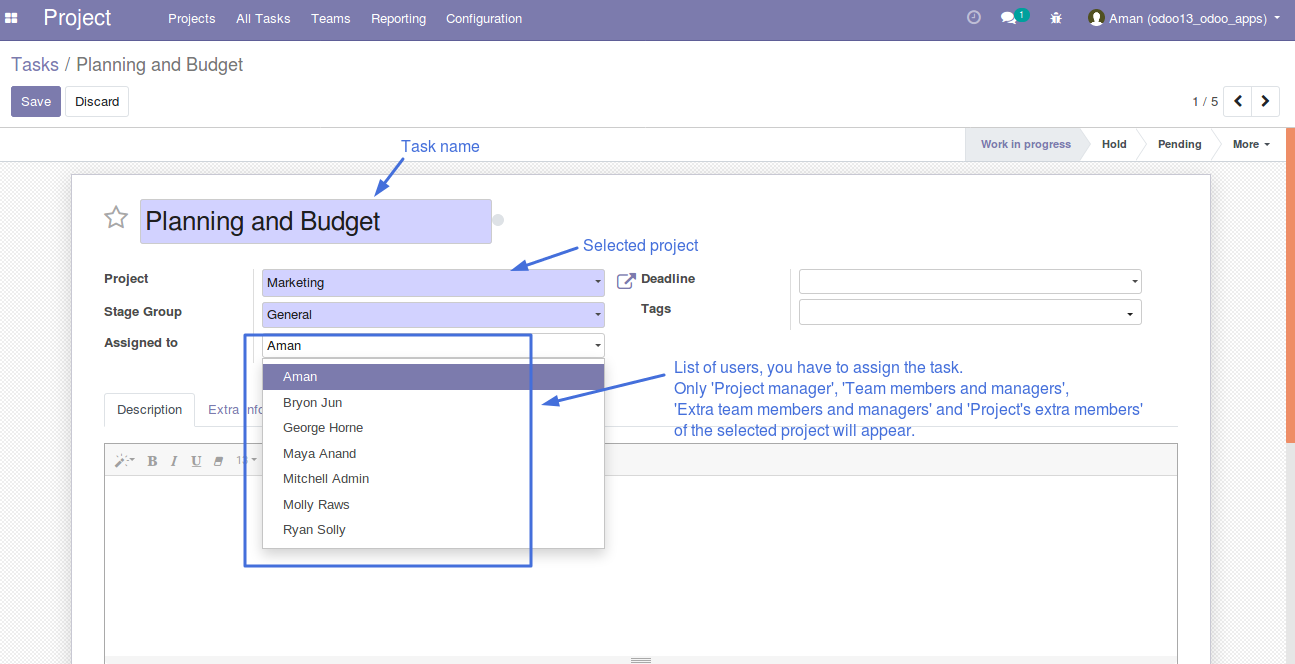 Project
Projects All Tasks Teams Reporting Configuration
1 Aman (odoo13_odoo_apps)
Tasks / Planning and Budget
Save Discard
1 / 5
Work in progress Hold Pending More
Task name
Planning and Budget
Selected project
Project Marketing Deadline
Stage Group General Tags
Assigned to Aman
Aman
Bryon Jun
George Horne
Maya Anand
Mitchell Admin
Molly Raws
Ryan Solly
List of users, you have to assign the task.
Only 'Project manager', 'Team members and managers',
'Extra team members and managers' and 'Project's extra members'
of the selected project will appear.
Description Extra Info
B I U 13